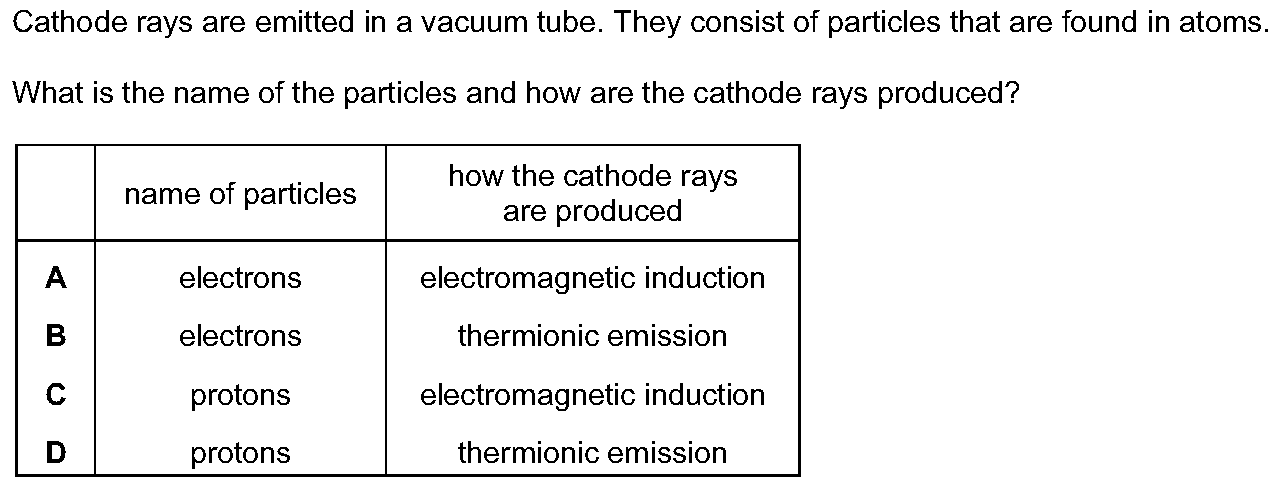 Cathode rays are emitted in a vacuum tube. They consist of particles that are found in atoms.
What is the name of the particles and how are the cathode rays produced?
name of particles
how the cathode rays
are produced
A electrons electromagnetic induction
B electrons thermionic emission
C protons electromagnetic induction
D protons thermionic emission